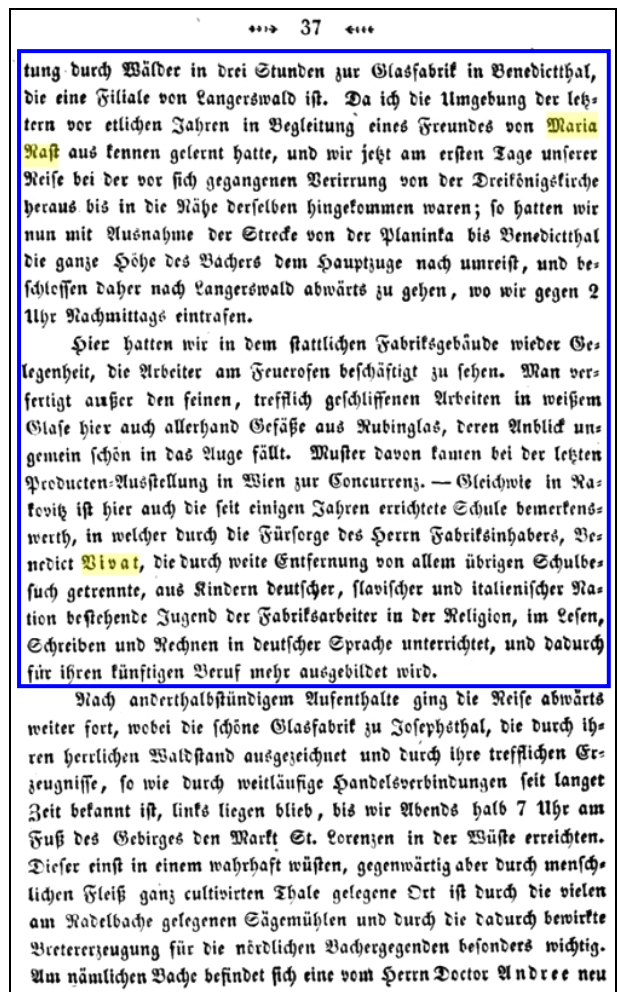 37
tung durch Wälder in drei Stunden zur Glasfabrik in Benedictthal,
die eine Filiale von Langerswald ist. Da ich die Umgebung der letz-
tern vor etlichen Jahren in Begleitung eines Freundes von Maria
Rast aus kennen gelernt hatte, und wir jetzt am ersten Tage unserer
Reise bei der vor sich gegangenen Verirrung von der Dreikönigskirche
heraus bis in die Nähe derselben hingekommen waren; so hatten wir
nun mit Ausnahme der Strecke von der Planinka bis Benedictthal
die ganze Höhe des Bachers dem Hauptzuge nach umreist, und be-
schlossen daher nach Langerswald abwärts zu gehen, wo wir gegen 2
Uhr Nachmittags eintrafen.
Hier hatten wir in dem stattlichen Fabriksgebäude wieder Ge-
legenheit, die Arbeiter am Feuerofen beschäftigt zu sehen. Man ver-
fertigt außer den feinen, trefflich geschliffenen Arbeiten in weißem
Glase hier auch allerhand Gefäße aus Rubinglas, deren Anblick un-
gemein schön in das Auge fällt. Muster davon kamen bei der letzten
Producten-Ausstellung in Wien zur Concurrenz. — Gleichwie in Ra-
kovitz ist hier auch die seit einigen Jahren errichtete Schule bemerkens-
werth, in welcher durch die Fürsorge des Herrn Fabriksinhabers, Be-
nedict Vivat, die durch weite Entfernung von allem übrigen Schulbe-
such getrennte, aus Kindern deutscher, slavischer und italienischer Na-
tion bestehende Jugend der Fabriksarbeiter in der Religion, im Lesen,
Schreiben und Rechnen in deutscher Sprache unterrichtet, und dadurch
für ihren künftigen Beruf mehr ausgebildet wird.
Nach anderthalbstündigem Aufenthalte ging die Reise abwärts
weiter fort, wobei die schöne Glasfabrik zu Josephsthal, die durch ih-
ren herrlichen Waldstand ausgezeichnet und durch ihre trefflichen Er-
zeugnisse, so wie durch weitläufige Handelsverbindungen seit langer
Zeit bekannt ist, links liegen blieb, bis wir Abends halb 7 Uhr am
Fuß des Gebirges den Markt St. Lorenzen in der Wüste erreichten.
Dieser einst in einem wahrhaft wüsten, gegenwärtig aber durch mensch-
lichen Fleiß ganz cultivirten Thale gelegene Ort ist durch die vielen
am Radelbache gelegenen Sägemühlen und durch die dadurch bewirkte
Bretererzeugung für die nördlichen Bachergegenden besonders wichtig.
Am nämlichen Bache befindet sich eine vom Herrn Doctor Andree neu